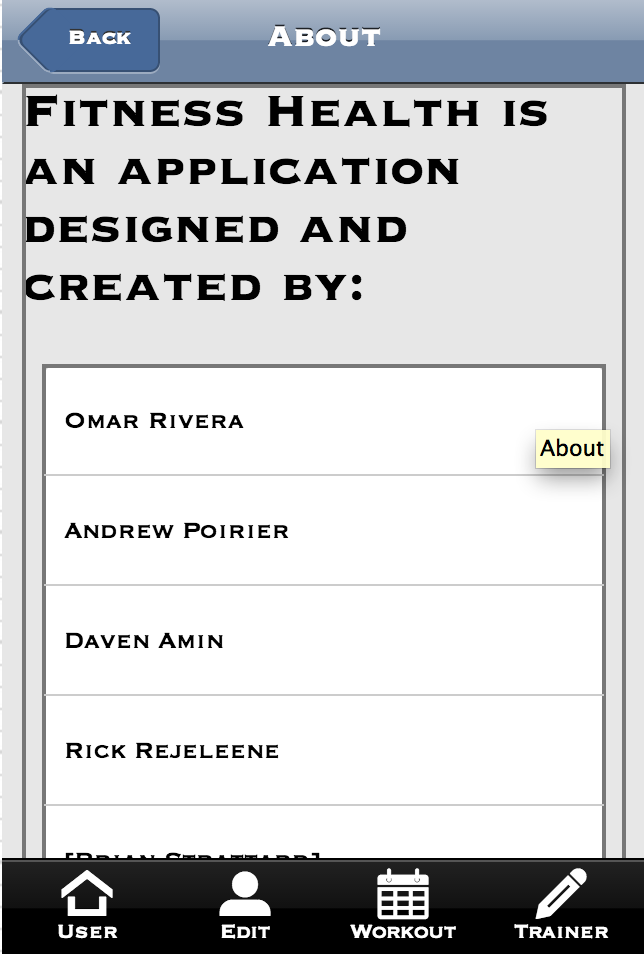 Back
About
Fitness Health is
an application
designed and
created by:
Omar Rivera
About
Andrew Poirier
Daven Amin
Rick Rejeleene
User
Edit
Workout
Trainer